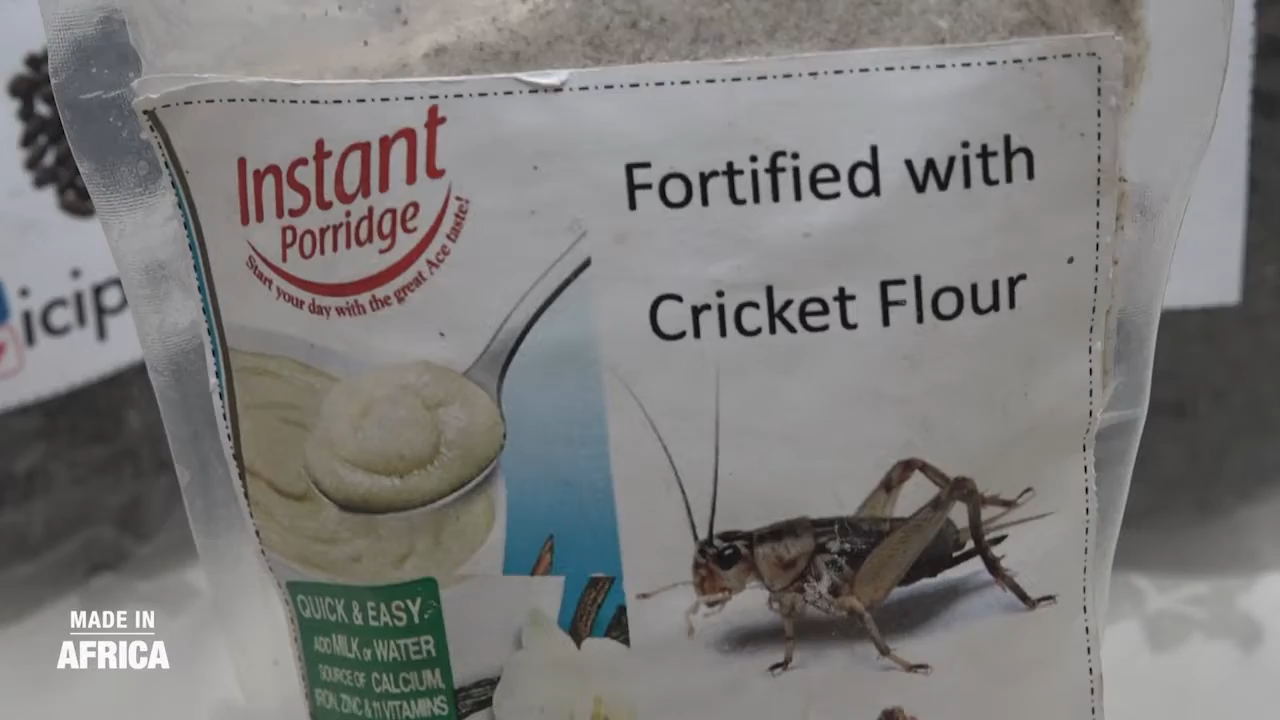 Instant
Porridge
Start your day with the great Ace taste!
Fortified with
Cricket Flour
icip
QUICK & EASY
ADD MILK or WATER
SOURCE OF CALCIUM,
IRON, ZINC & 11 VITAMINS
MADE IN
AFRICA